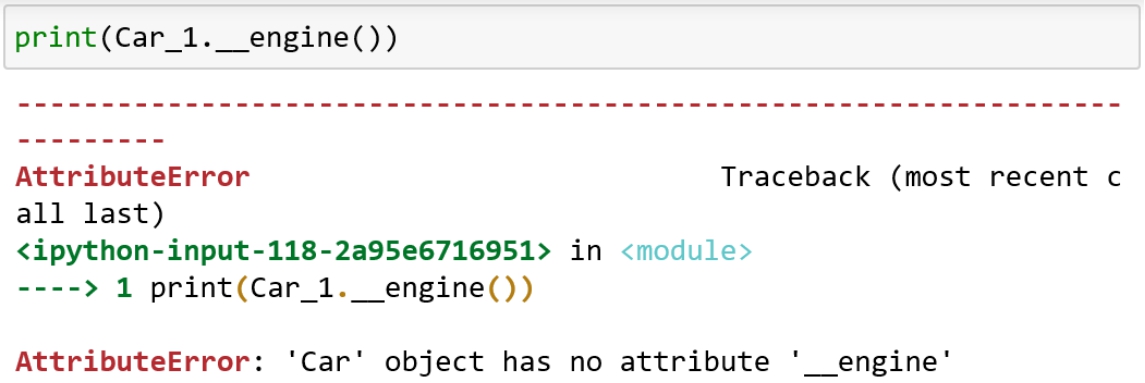 print(Car_1.__engine())
---------------------------------------------------------------------------
AttributeError                            Traceback (most recent c
all last)
<ipython-input-118-2a95e6716951> in <module>
----> 1 print(Car_1.__engine())
AttributeError: 'Car' object has no attribute '__engine'